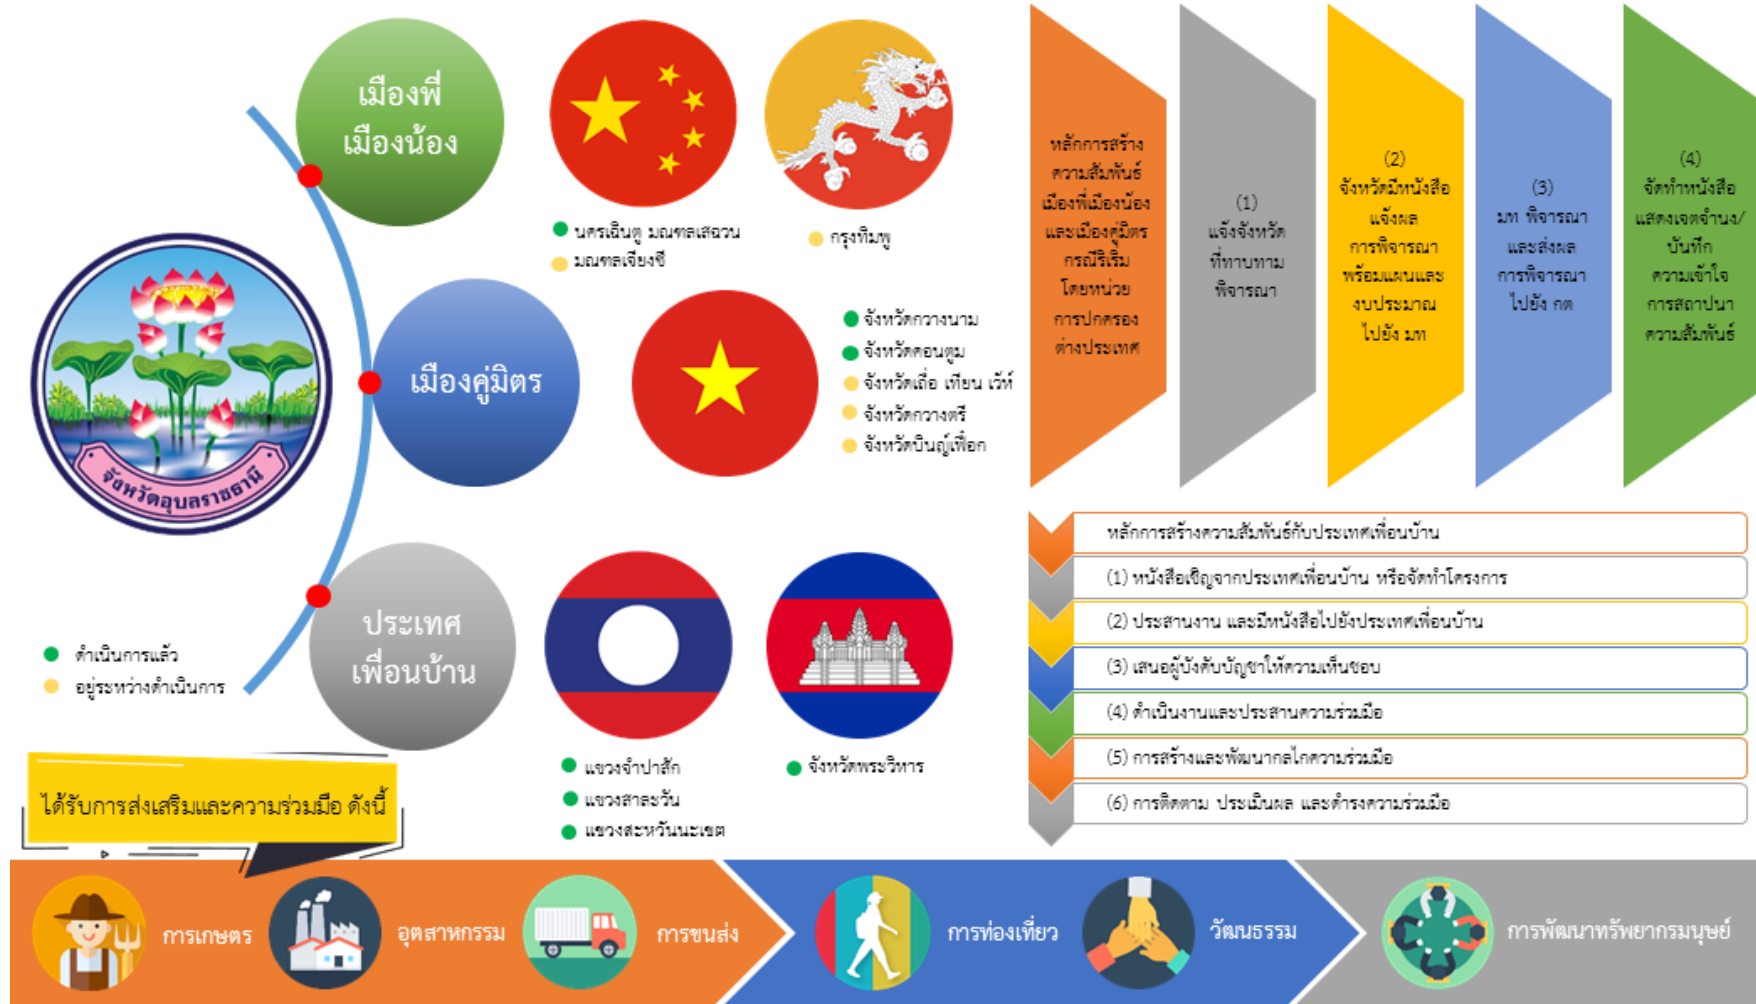 เมืองพี่
เมืองน้อง
นครเฉินตู มณฑลเสฉวน
มณฑลเจียงซี
กรุงทิมพู
จังหวัดอุบลราชธานี
เมืองคู่มิตร
จังหวัดกวางนาม
จังหวัดคอนตูม
จังหวัดเถื่อ เทียน เว้ห์
จังหวัดกวางตรี
จังหวัดบินญ์เฟื้อก
ประเทศ
เพื่อนบ้าน
แขวงจำปาสัก
แขวงสาละวัน
แขวงสะหวันนะเขต
จังหวัดพระวิหาร
ดำเนินการแล้ว
อยู่ระหว่างดำเนินการ
หลักการสร้าง
ความสัมพันธ์
เมืองพี่เมืองน้อง
และเมืองคู่มิตร
กรณีริเริ่ม
โดยหน่วย
การปกครอง
ต่างประเทศ
(1)
แจ้งจังหวัด
ที่ทาบทาม
พิจารณา
(2)
จังหวัดมีหนังสือ
แจ้งผล
การพิจารณา
พร้อมแผนและ
งบประมาณ
ไปยัง มท
(3)
มท พิจารณา
และส่งผล
การพิจารณา
ไปยัง กต
(4)
จัดทำหนังสือ
แสดงเจตจำนง/
บันทึก
ความเข้าใจ
การสถาปนา
ความสัมพันธ์
หลักการสร้างความสัมพันธ์กับประเทศเพื่อนบ้าน
(1) หนังสือเชิญจากประเทศเพื่อนบ้าน หรือจัดทำโครงการ
(2) ประสานงาน และมีหนังสือไปยังประเทศเพื่อนบ้าน
(3) เสนอผู้บังคับบัญชาให้ความเห็นชอบ
(4) ดำเนินงานและประสานความร่วมมือ
(5) การสร้างและพัฒนากลไกความร่วมมือ
(6) การติดตาม ประเมินผล และดำรงความร่วมมือ
ได้รับการส่งเสริมและความร่วมมือ ดังนี้
การเกษตร
อุตสาหกรรม
การขนส่ง
การท่องเที่ยว
วัฒนธรรม
การพัฒนาทรัพยากรมนุษย์